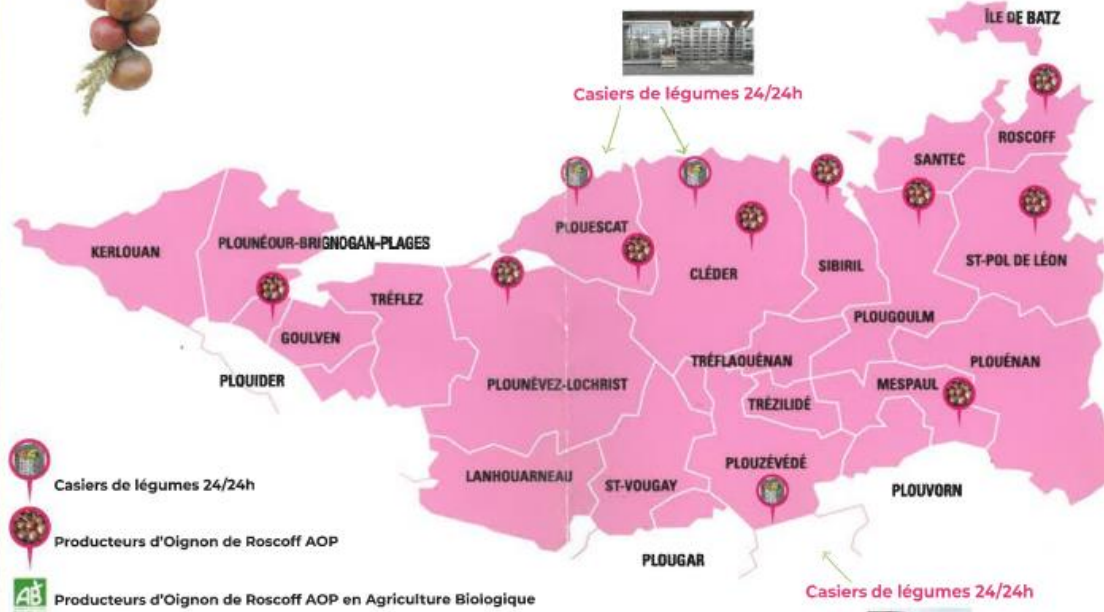 ÎLE DE BATZ
Casiers de légumes 24/24h
ROSCOFF
SANTEC
PLOUESCAT
KERLOUAN
PLOUNÉOUR-BRIGNOGAN-PLAGES
CLÉDER
SIBIRIL
ST-POL DE LÉON
TRÉFLEZ
PLOUGOULM
GOULVEN
TRÉFLAOUÉNAN
PLOUÉNAN
PLOUIDER
PLOUNÉVEZ-LOCHRIST
MESPAUL
TRÉZILIDÉ
PLOUZÉVÉDÉ
LANHOUARNEAU
ST-VOUGAY
PLOUVORN
Casiers de légumes 24/24h
Producteurs d'Oignon de Roscoff AOP
PLOUGAR
Casiers de légumes 24/24h
AB
Producteurs d'Oignon de Roscoff AOP en Agriculture Biologique